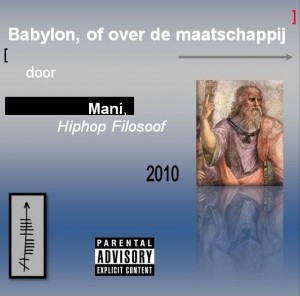 Babylon, of over de maatschappij
[ ]
door
Mani,
Hiphop Filosoof
2010
PARENTAL
ADVISORY
EXPLICIT CONTENT